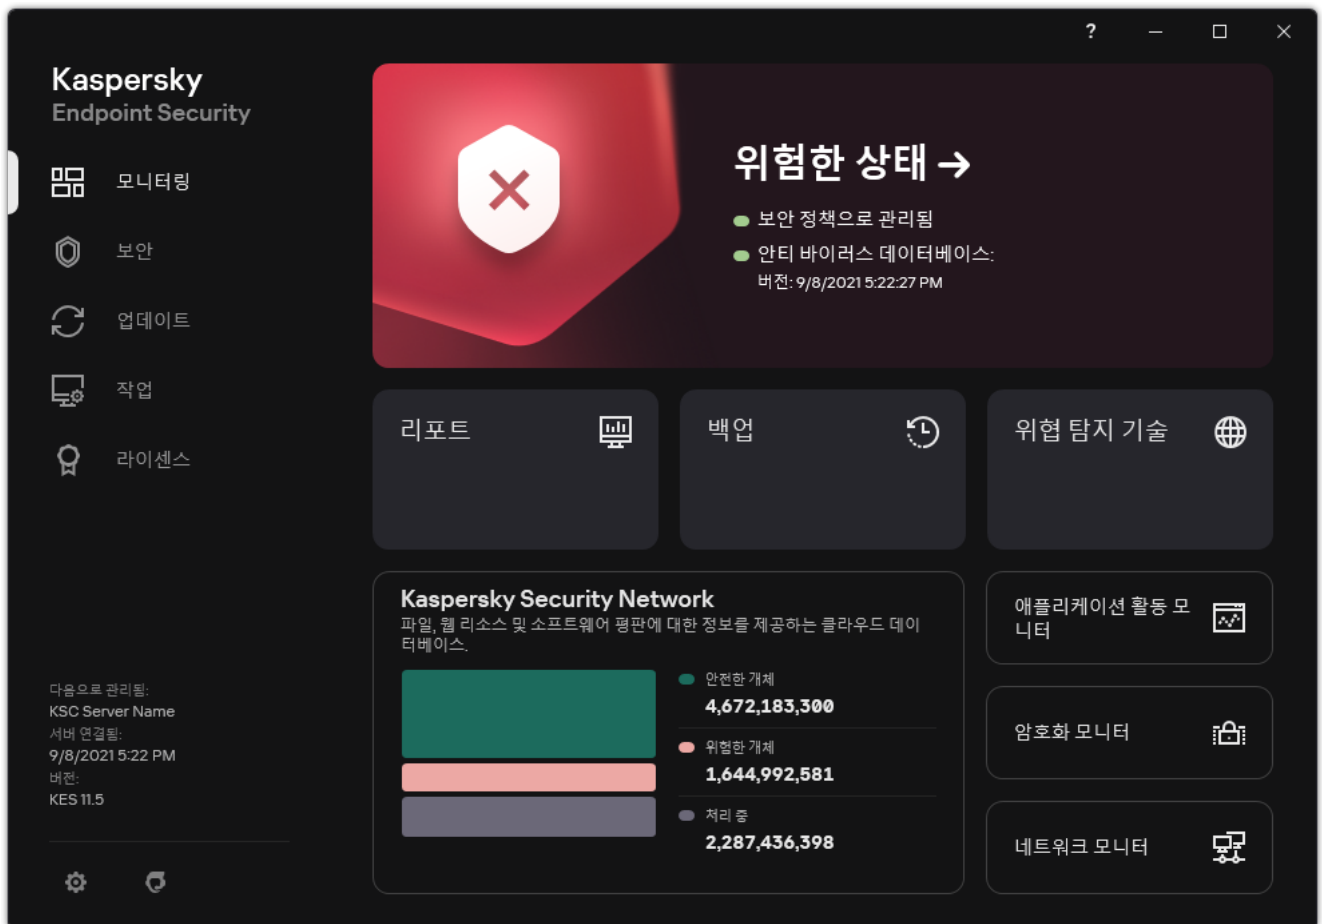 ?
Kaspersky
Endpoint Security
모니터링
보안
업데이트
작업
라이센스
다음으로 관리됨:
KSC Server Name
서버 연결됨:
9/8/2021 5:22 PM
버전:
KES 11.5
위험한 상태
보안 정책으로 관리됨
안티 바이러스 데이터베이스:
버전: 9/8/2021 5:22:27 PM
리포트
백업
위협 탐지 기술
Kaspersky Security Network
파일, 웹 리소스 및 소프트웨어 평판에 대한 정보를 제공하는 클라우드 데이
터베이스.
안전한 개체
4,672,183,300
위험한 개체
1,644,992,581
처리 중
2,287,436,398
애플리케이션 활동 모
니터
암호화 모니터
네트워크 모니터